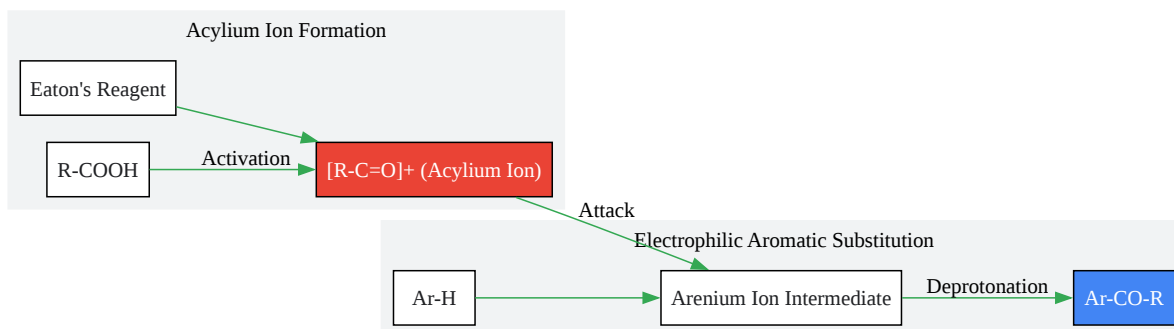 Acylium Ion Formation
Eaton's Reagent
R-COOH
Activation
[R-C=O]+ (Acylium Ion)
Attack
Electrophilic Aromatic Substitution
Ar-H
Arenium Ion Intermediate
Deprotonation
Ar-CO-R